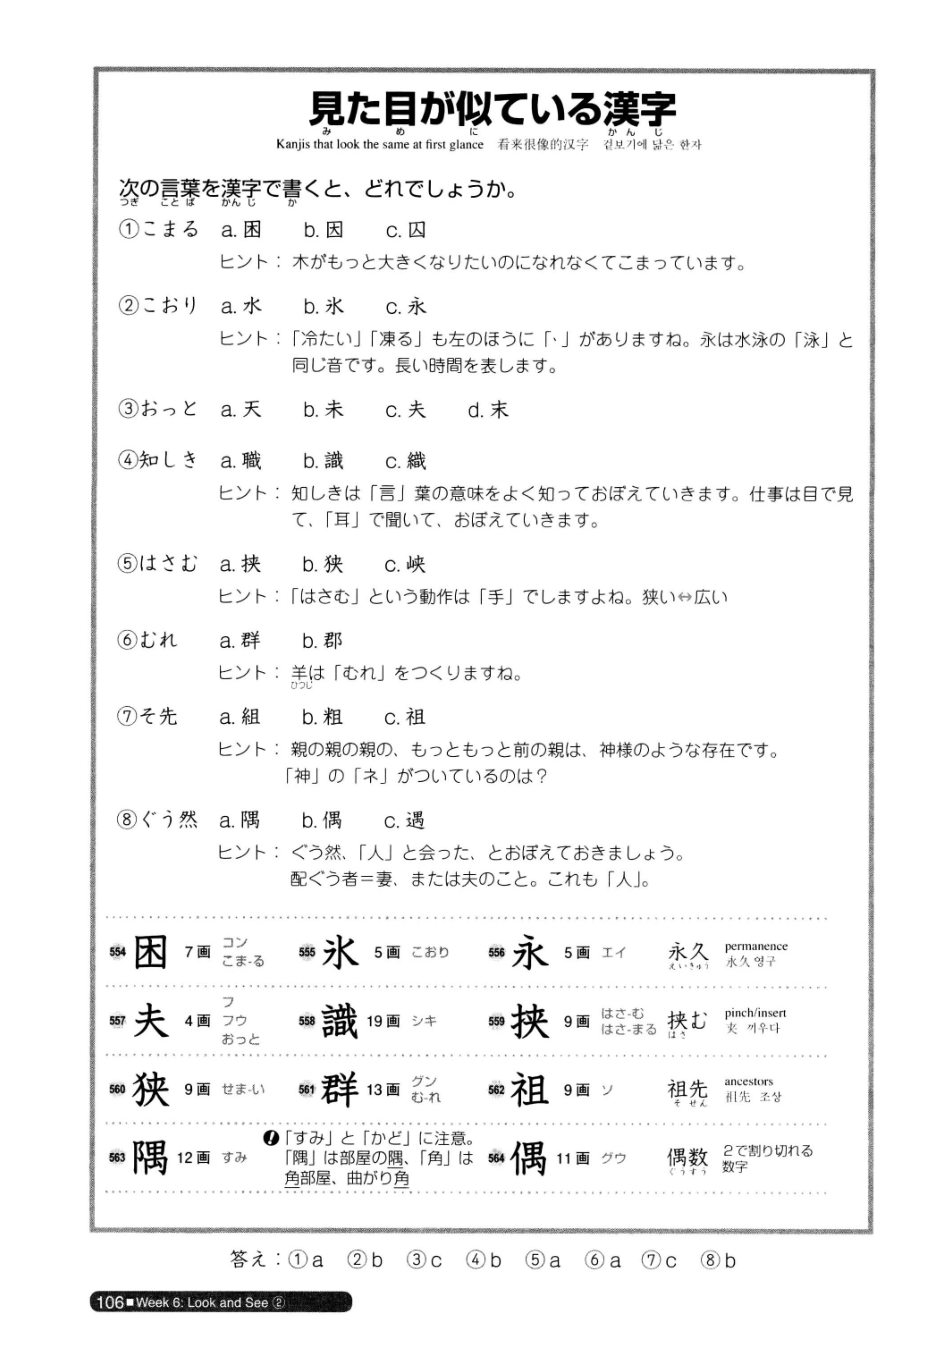 見た目が似ている漢字
み め に かんじ
Kanjis that look the same at first glance 看来很像的汉字 겉보기에 닮은 한자
次の言葉を漢字で書くと、どれでしょうか。
つぎ ことば かんじ か
①こまる a. 困 b. 因 c. 囚
ヒント： 木がもっと大きくなりたいのになれなくてこまっています。
②こおり a. 水 b. 氷 c. 永
ヒント：「冷たい」「凍る」も左のほうに「丶」がありますね。永は水泳の「泳」と
同じ音です。長い時間を表します。
③おっと a. 天 b. 未 c. 夫 d. 末
④知しき a. 職 b. 識 c. 織
ヒント： 知しきは「言」葉の意味をよく知っておぼえていきます。仕事は目で見
て、「耳」で聞いて、おぼえていきます。
⑤はさむ a. 挟 b. 狭 c. 峡
ヒント：「はさむ」という動作は「手」でしますよね。狭い⇔広い
⑥むれ a. 群 b. 郡
ヒント： 羊は「むれ」をつくりますね。
ひつじ
⑦そ先 a. 組 b. 粗 c. 祖
ヒント： 親の親の親の、もっともっと前の親は、神様のような存在です。
「神」の「ネ」がついているのは？
⑧ぐう然 a. 隅 b. 偶 c. 遇
ヒント： ぐう然、「人」と会った、とおぼえておきましょう。
配ぐう者＝妻、または夫のこと。これも「人」。
554 困 7画 コン こま-る 555 氷 5画 こおり 556 永 5画 エイ 永久 えいきゅう permanence 永久 영구
557 夫 4画 フ フウ おっと 558 識 19画 シキ 559 挟 9画 はさ-む はさ-まる 挟む はさ pinch/insert 夹 끼우다
560 狭 9画 せま-い 561 群 13画 グン む-れ 562 祖 9画 ソ 祖先 そせん ancestors 祖先 조상
563 隅 12画 すみ ❶「すみ」と「かど」に注意。
「隅」は部屋の隅、「角」は
角部屋、曲がり角
564 偶 11画 グウ 偶数 ぐうすう 2で割り切れる
数字
答え：①a ②b ③c ④b ⑤a ⑥a ⑦c ⑧b
106■Week 6: Look and See ②